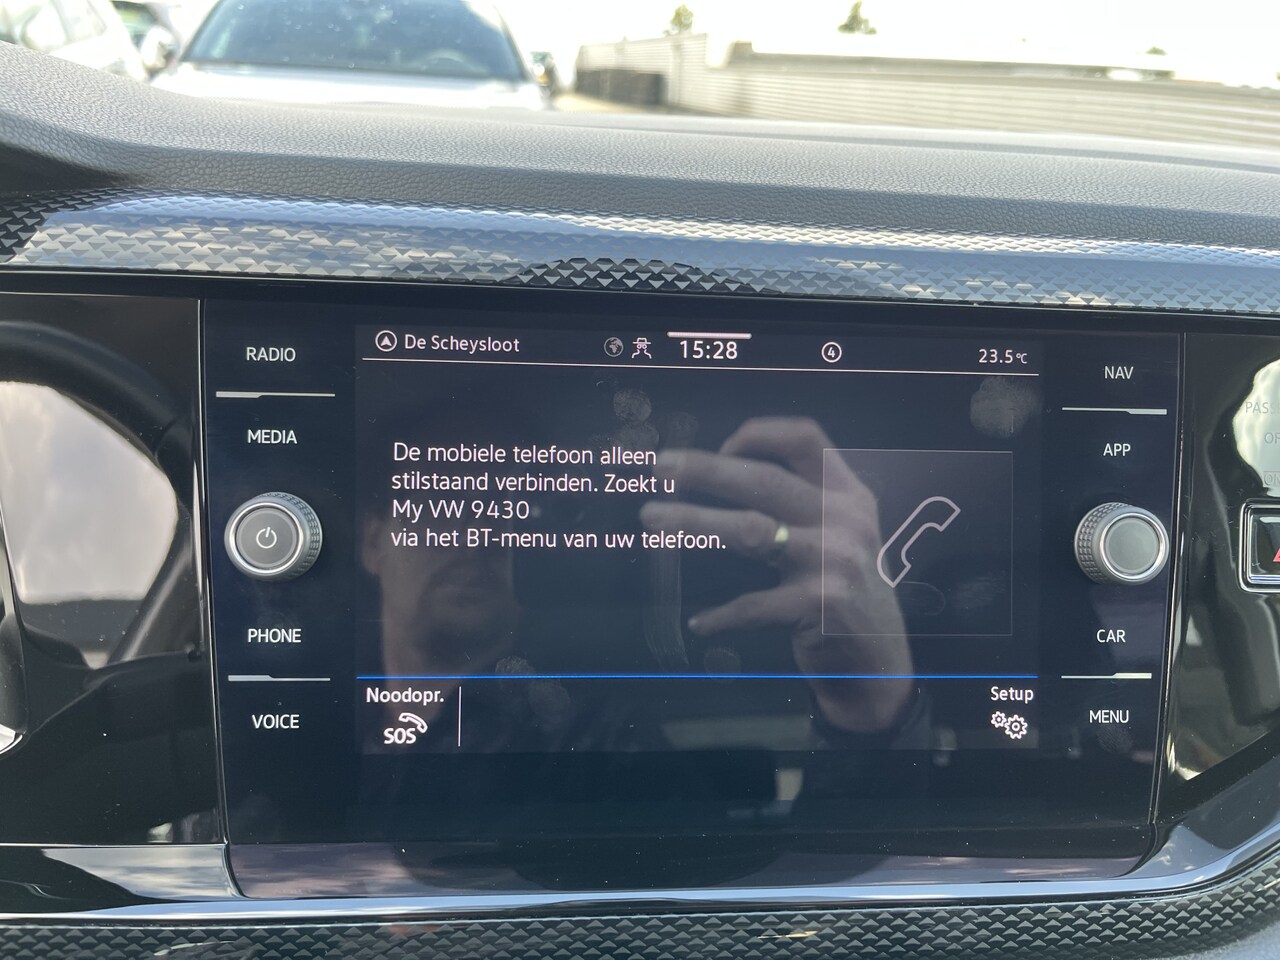 De Scheysloot
15:28
4
23.5°C
RADIO
MEDIA
PHONE
VOICE
De mobiele telefoon alleen
stilstaand verbinden. Zoekt u
My VW 9430
via het BT-menu van uw telefoon.
Noodopr.
SOS
Setup
NAV
APP
CAR
MENU